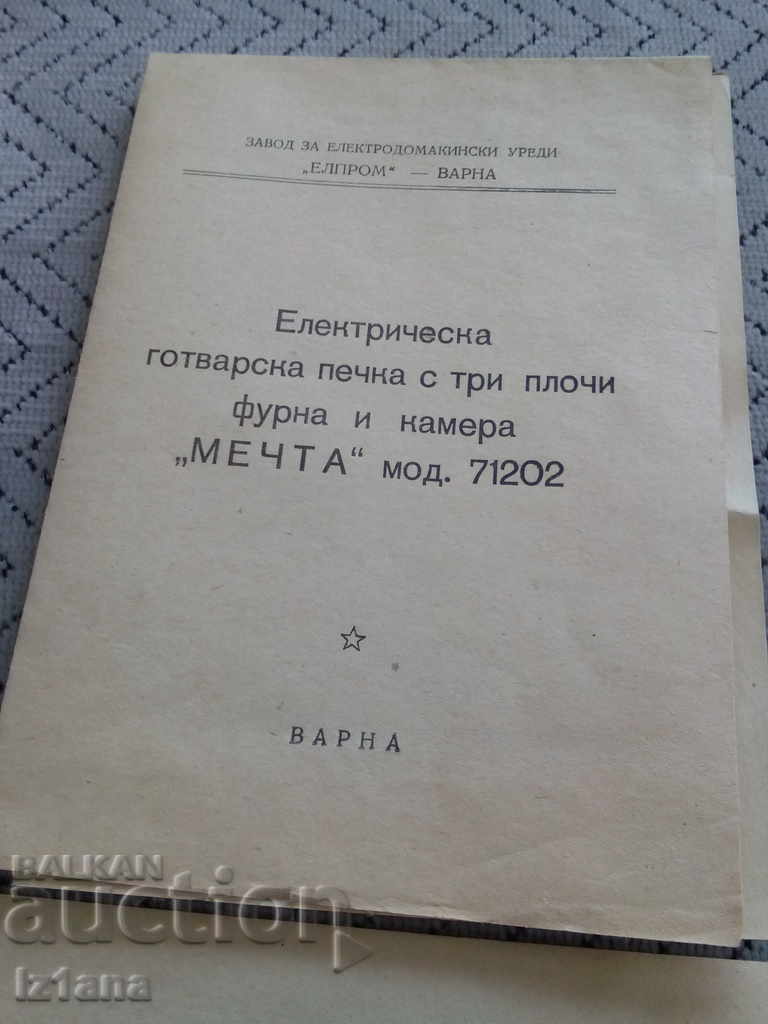 ЗАВОД ЗА ЕЛЕКТРОДОМАКИНСКИ УРЕДИ
„ЕЛПРОМ“ — ВАРНА
Електрическа
готварска печка с три плочи
фурна и камера
„МЕЧТА“ мод. 71202
ВАРНА
BALKAN
auction
iz1ana